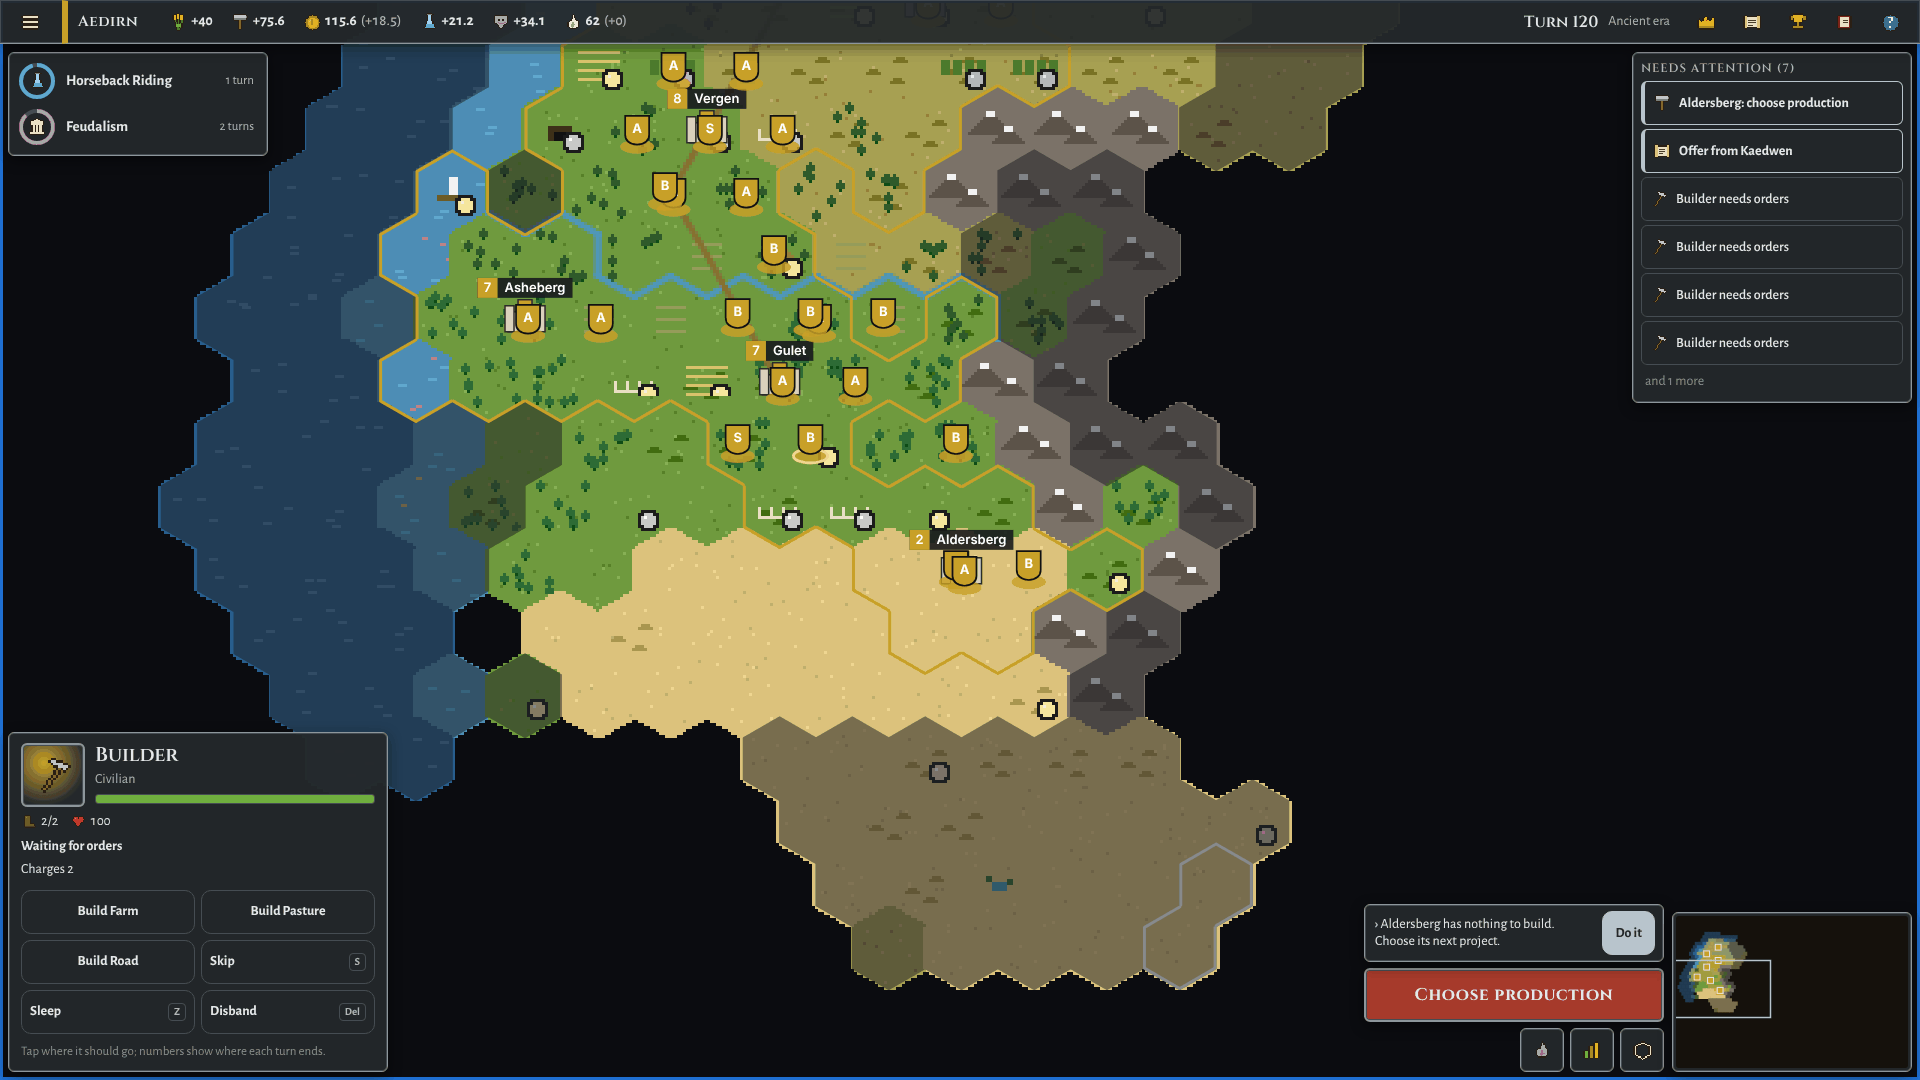 AEDIRN
+40
+75.6
115.6 (+18.5)
+21.2
+34.1
62 (+0)
TURN 120
Ancient era
Horseback Riding
1 turn
Feudalism
2 turns
NEEDS ATTENTION (7)
Aldersberg: choose production
Offer from Kaedwen
Builder needs orders
Builder needs orders
Builder needs orders
Builder needs orders
and 1 more
A
A
8 Vergen
A
S
A
B
A
B
7 Asheberg
A
A
B
B
B
7 Gulet
A
A
S
B
B
2 Aldersberg
A
B
BUILDER
Civilian
2/2
100
Waiting for orders
Charges 2
Build Farm
Build Pasture
Build Road
Skip
S
Sleep
Z
Disband
Del
Tap where it should go; numbers show where each turn ends.
› Aldersberg has nothing to build.
Choose its next project.
Do it
CHOOSE PRODUCTION